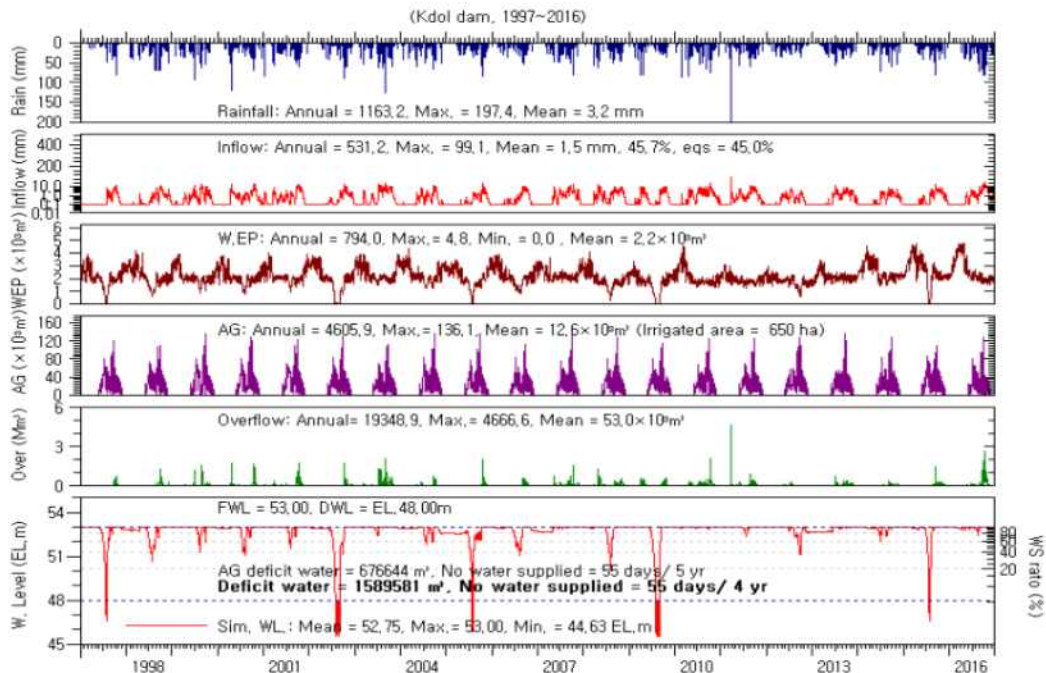 (Kdol dam, 1997~2016)
Rain (mm)
0
50
100
150
200
Rainfall: Annual = 1163,2, Max, = 197,4, Mean = 3,2 mm
Inflow (mm)
400
200
10,0
1,0
0,1
0,01
Inflow: Annual = 531,2, Max, = 99,1, Mean = 1,5 mm, 45,7%, eqs = 45,0%
WEP (×10³m³)
6
5
4
3
2
1
0
W,EP: Annual = 794,0, Max,= 4,8, Min, = 0,0 , Mean = 2,2×10³m³
AG (×10³m³)
160
120
80
40
0
AG: Annual = 4605,9, Max,= 136,1, Mean = 12,6×10³m³ (Irrigated area = 650 ha)
Over (Mm³)
6
3
0
Overflow: Annual= 19348,9, Max,= 4666,6, Mean = 53,0×10³m³
W, Level (EL,m)
54
51
48
45
FWL = 53,00, DWL = EL,48,00m
AG deficit water = 676644 m³, No water supplied = 55 days/ 5 yr
Deficit water = 1589581 m³, No water supplied = 55 days/ 4 yr
Sim, WL,: Mean = 52,75, Max,= 53,00, Min, = 44,63 EL,m
80
60
40
20
WS rate (%)
1998
2001
2004
2007
2010
2013
2016